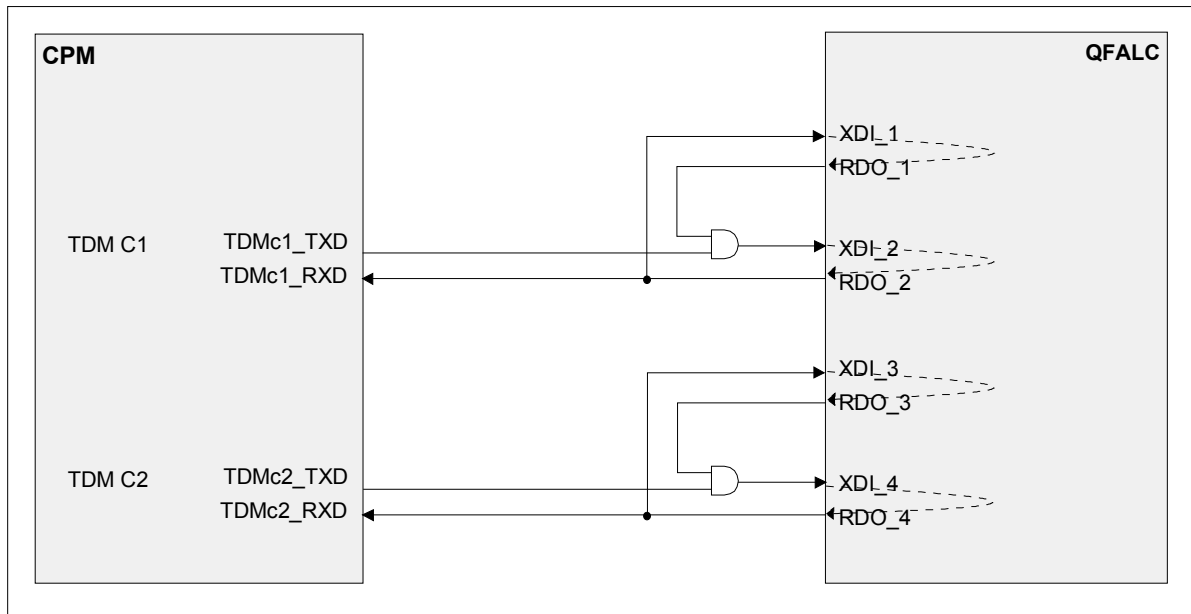 CPM
QFALC
XDI_1
RDO_1
TDM C1
TDMc1_TXD
XDI_2
TDMc1_RXD
RDO_2
XDI_3
RDO_3
TDM C2
TDMc2_TXD
XDI_4
TDMc2_RXD
RDO_4